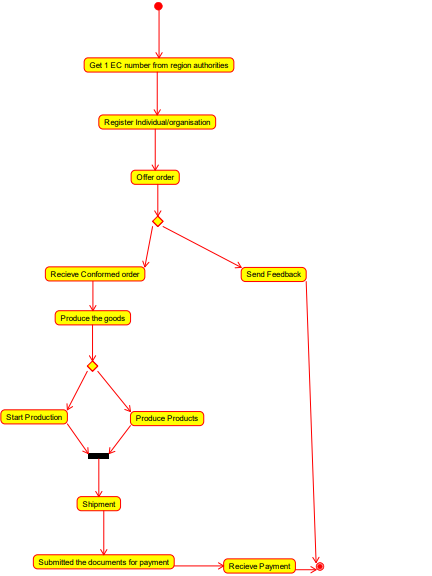 Get 1 EC number from region authorities
Register Individual/organisation
Offer order
Recieve Conformed order
Send Feedback
Produce the goods
Start Production
Produce Products
Shipment
Submitted the documents for payment
Recieve Payment